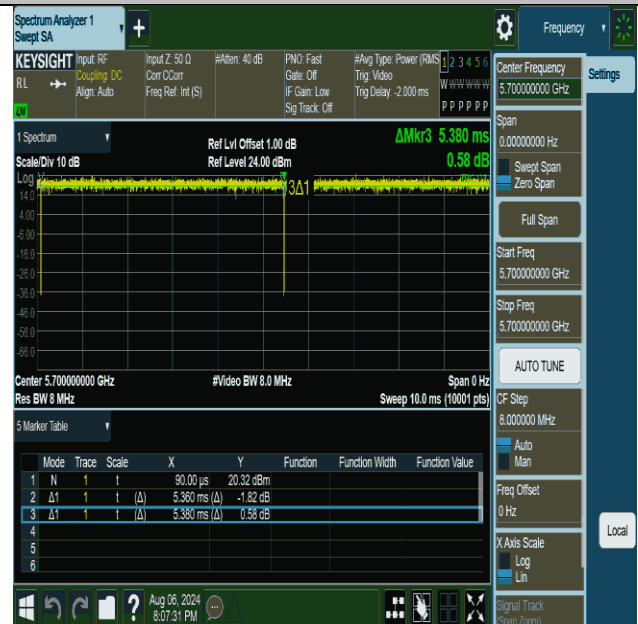 Spectrum Analyzer 1
Swept SA
+
Frequency
KEYSIGHT
RL
Input: RF
Coupling: DC
Align: Auto
Input Z: 50 Ω
Corr CCorr
Freq Ref: Int (S)
#Atten: 40 dB
PNO: Fast
Gate: Off
IF Gain: Low
Sig Track: Off
#Avg Type: Power (RMS
Trig: Video
Trig Delay: -2.000 ms
1 2 3 4 5 6
W W W W W W
P P P P P P
1 Spectrum
Scale/Div 10 dB
Ref Lvl Offset 1.00 dB
Ref Level 24.00 dBm
ΔMkr3 5.380 ms
0.58 dB
Log
14.0
4.00
-6.00
-16.0
-26.0
-36.0
-46.0
-56.0
-66.0
3Δ1
Center 5.700000000 GHz
#Video BW 8.0 MHz
Span 0 Hz
Res BW 8 MHz
Sweep 10.0 ms (10001 pts)
5 Marker Table
Mode Trace Scale X Y Function Function Width Function Value
1 N 1 t 90.00 µs 20.32 dBm
2 Δ1 1 t (Δ) 5.360 ms (Δ) -1.82 dB
3 Δ1 1 t (Δ) 5.380 ms (Δ) 0.58 dB
4
5
6
Aug 06, 2024
8:07:31 PM
?
Center Frequency
5.700000000 GHz
Settings
Span
0.00000000 Hz
Swept Span
Zero Span
Full Span
Start Freq
5.700000000 GHz
Stop Freq
5.700000000 GHz
AUTO TUNE
CF Step
8.000000 MHz
Auto
Man
Freq Offset
0 Hz
X Axis Scale
Log
Lin
Local
Signal Track
(Span Zoom)